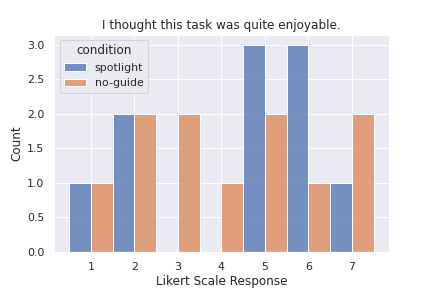 I thought this task was quite enjoyable.
condition
spotlight
no-guide
3.0
2.5
2.0
1.5
1.0
0.5
0.0
Count
1 2 3 4 5 6 7
Likert Scale Response